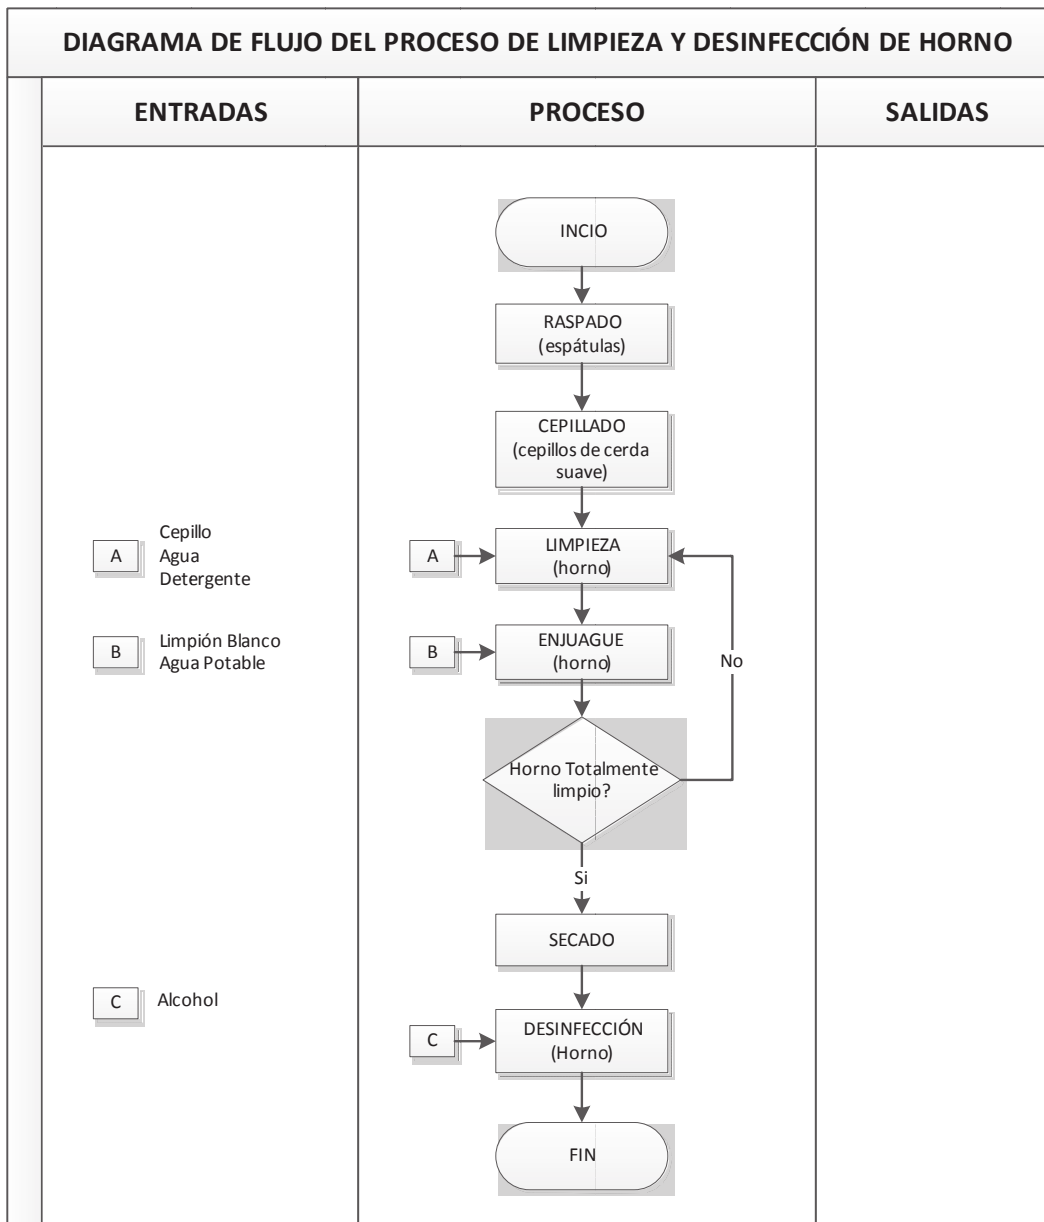 DIAGRAMA DE FLUJO DEL PROCESO DE LIMPIEZA Y DESINFECCIÓN DE HORNO
ENTRADAS
PROCESO
SALIDAS
INCIO
RASPADO
(espátulas)
CEPILLADO
(cepillos de cerda
suave)
A
Cepillo
Agua
Detergente
A
LIMPIEZA
(horno)
B
Limpión Blanco
Agua Potable
B
ENJUAGUE
(horno)
No
Horno Totalmente
limpio?
Si
SECADO
C
Alcohol
C
DESINFECCIÓN
(Horno)
FIN